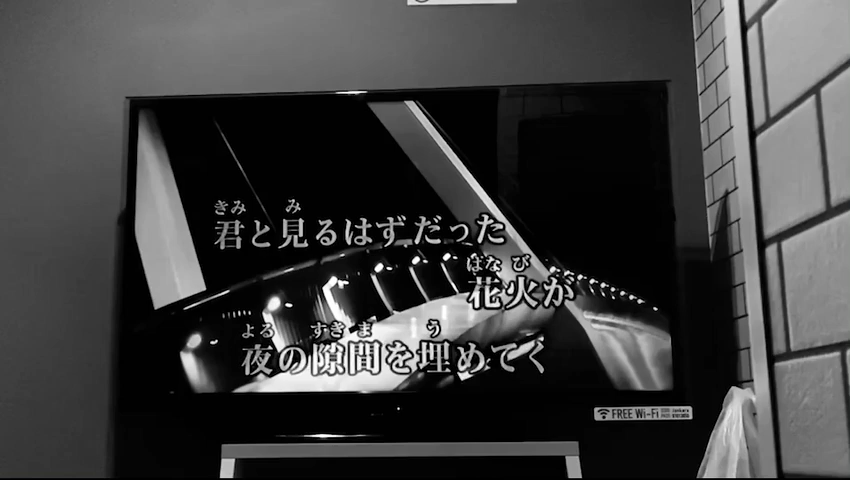 きみ み
君と見るはずだった
はな び
花火が
よる すき ま う
夜の隙間を埋めてく
FREE Wi-Fi